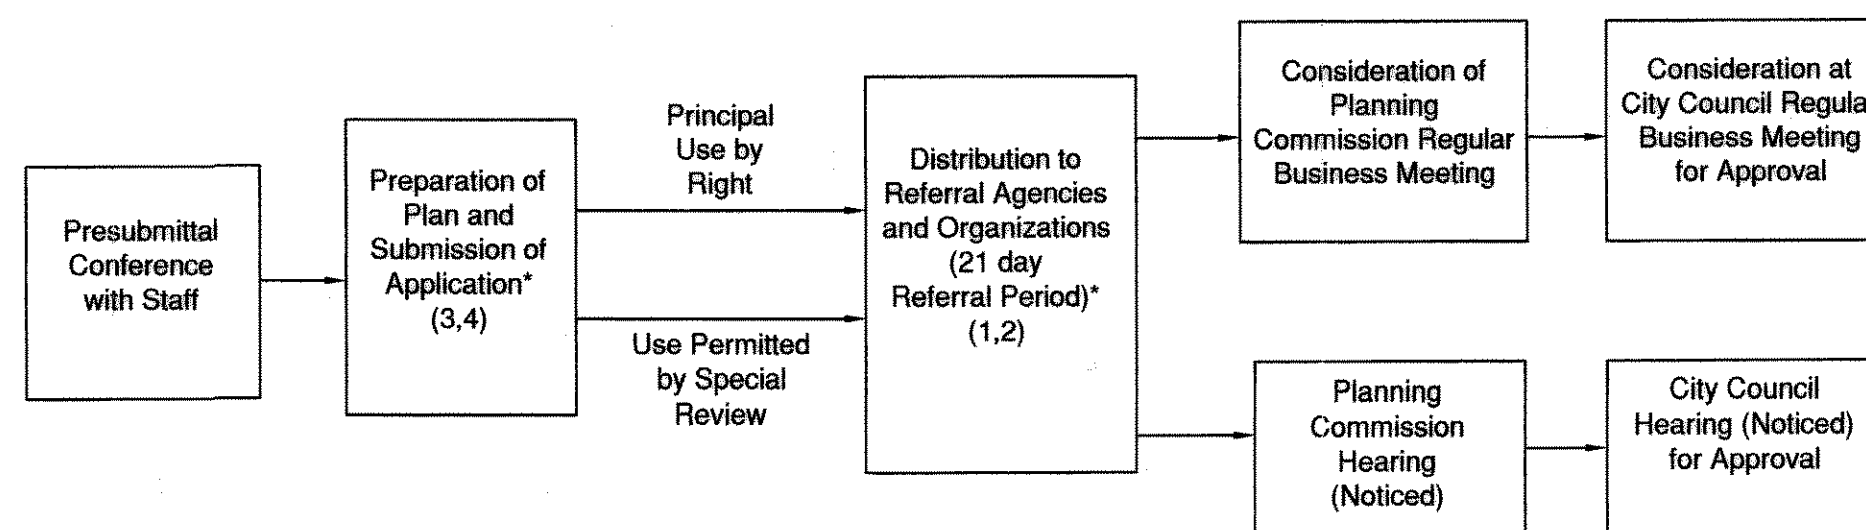 Presubmittal
Conference
with Staff
Preparation of
Plan and
Submission of
Application*
(3,4)
Principal
Use by
Right
Use Permitted
by Special
Review
Distribution to
Referral Agencies
and Organizations
(21 day
Referral Period)*
(1,2)
Consideration of
Planning
Commission Regular
Business Meeting
Consideration at
City Council Regula
Business Meeting
for Approval
Planning
Commission
Hearing
(Noticed)
City Council
Hearing (Noticed)
for Approval